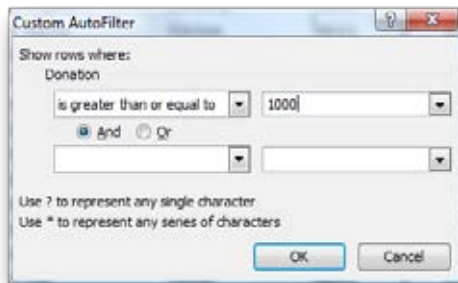 Custom AutoFilter
Show rows where:
Donation
is greater than or equal to 1000
And Or
Use ? to represent any single character
Use * to represent any series of characters
OK Cancel